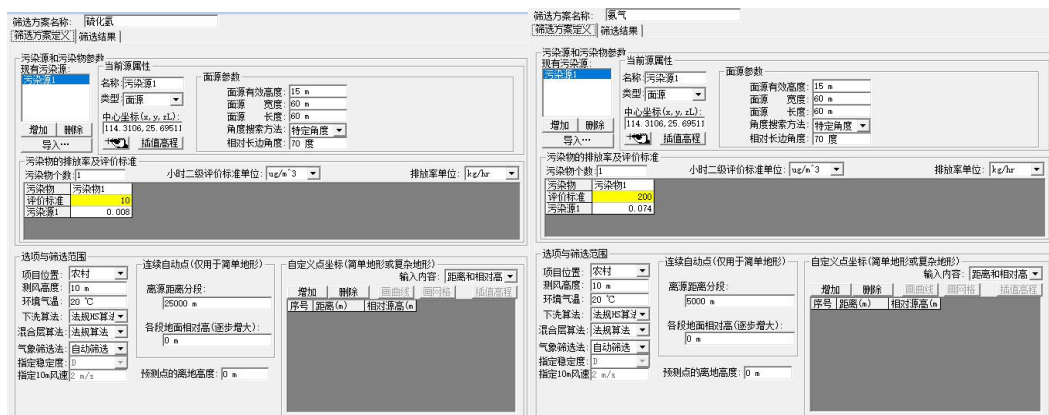 筛选方案名称: 硫化氢
筛选方案定义 筛选结果
污染源和污染物参数
现有污染源:
污染源1
增加 删除
导入…
当前源属性
名称:污染源1
类型:面源
中心坐标(x, y, zL):
114.3106,25.69511
插值高程
面源参数
面源有效高度: 15 m
面源 宽度: 60 m
面源 长度: 60 m
角度搜索方法: 特定角度
相对长边角度: 70 度
污染物的排放率及评价标准
污染物个数:1 小时二级评价标准单位: ug/m^3 排放率单位: kg/hr
污染物 污染物1
评价标准 10
污染源1 0.008
选项与筛选范围
项目位置: 农村
测风高度: 10 m
环境气温: 20 ℃
下洗算法: 法规HS算法
混合层算法: 法规算法
气象筛选法: 自动筛选
指定稳定度: D
指定10m风速 2 m/s
连续自动点(仅用于简单地形)
离源距离分段:
25000 m
各段地面相对高(逐步增大):
0 m
预测点的离地高度: 0 m
自定义点坐标(简单地形或复杂地形)
输入内容: 距离和相对高
增加 删除 画曲线 画网格 插值高程
序号 距离(m) 相对源高(m
筛选方案名称: 氨气
筛选方案定义 筛选结果
污染源和污染物参数
现有污染源:
污染源1
增加 删除
导入…
当前源属性
名称:污染源1
类型:面源
中心坐标(x, y, zL):
114.3106,25.69511
插值高程
面源参数
面源有效高度: 15 m
面源 宽度: 60 m
面源 长度: 60 m
角度搜索方法: 特定角度
相对长边角度: 70 度
污染物的排放率及评价标准
污染物个数:1 小时二级评价标准单位: ug/m^3 排放率单位: kg/hr
污染物 污染物1
评价标准 200
污染源1 0.074
选项与筛选范围
项目位置: 农村
测风高度: 10 m
环境气温: 20 ℃
下洗算法: 法规HS算法
混合层算法: 法规算法
气象筛选法: 自动筛选
指定稳定度: D
指定10m风速 2 m/s
连续自动点(仅用于简单地形)
离源距离分段:
5000 m
各段地面相对高(逐步增大):
0 m
预测点的离地高度: 0 m
自定义点坐标(简单地形或复杂地形)
输入内容: 距离和相对高
增加 删除 画曲线 画网格 插值高程
序号 距离(m) 相对源高(m